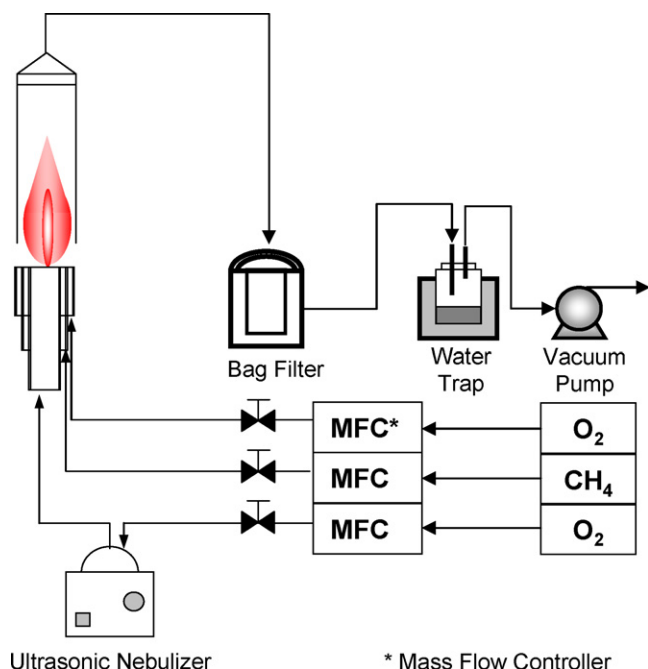 Bag Filter
Water
Trap
Vacuum
Pump
MFC*
O₂
MFC
CH₄
MFC
O₂
Ultrasonic Nebulizer
* Mass Flow Controller